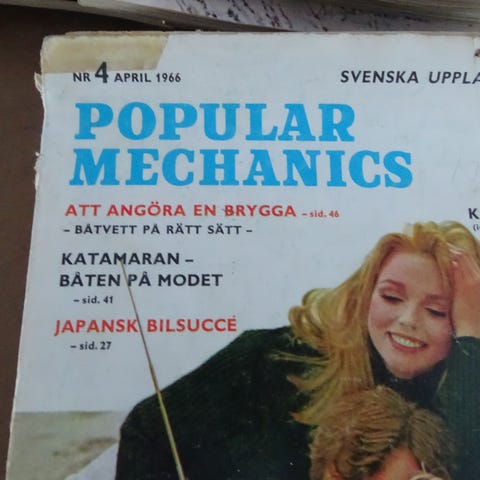 NR 4 APRIL 1966
SVENSKA
POPULAR
MECHANICS
ATT ANGÖRA EN BRYGGA – sid. 46
– BÅTVETT PÅ RÄTT SÄTT –
KATAMARAN –
BÅTEN PÅ MODET
– sid. 41
JAPANSK BILSUCCÉ
– sid. 27